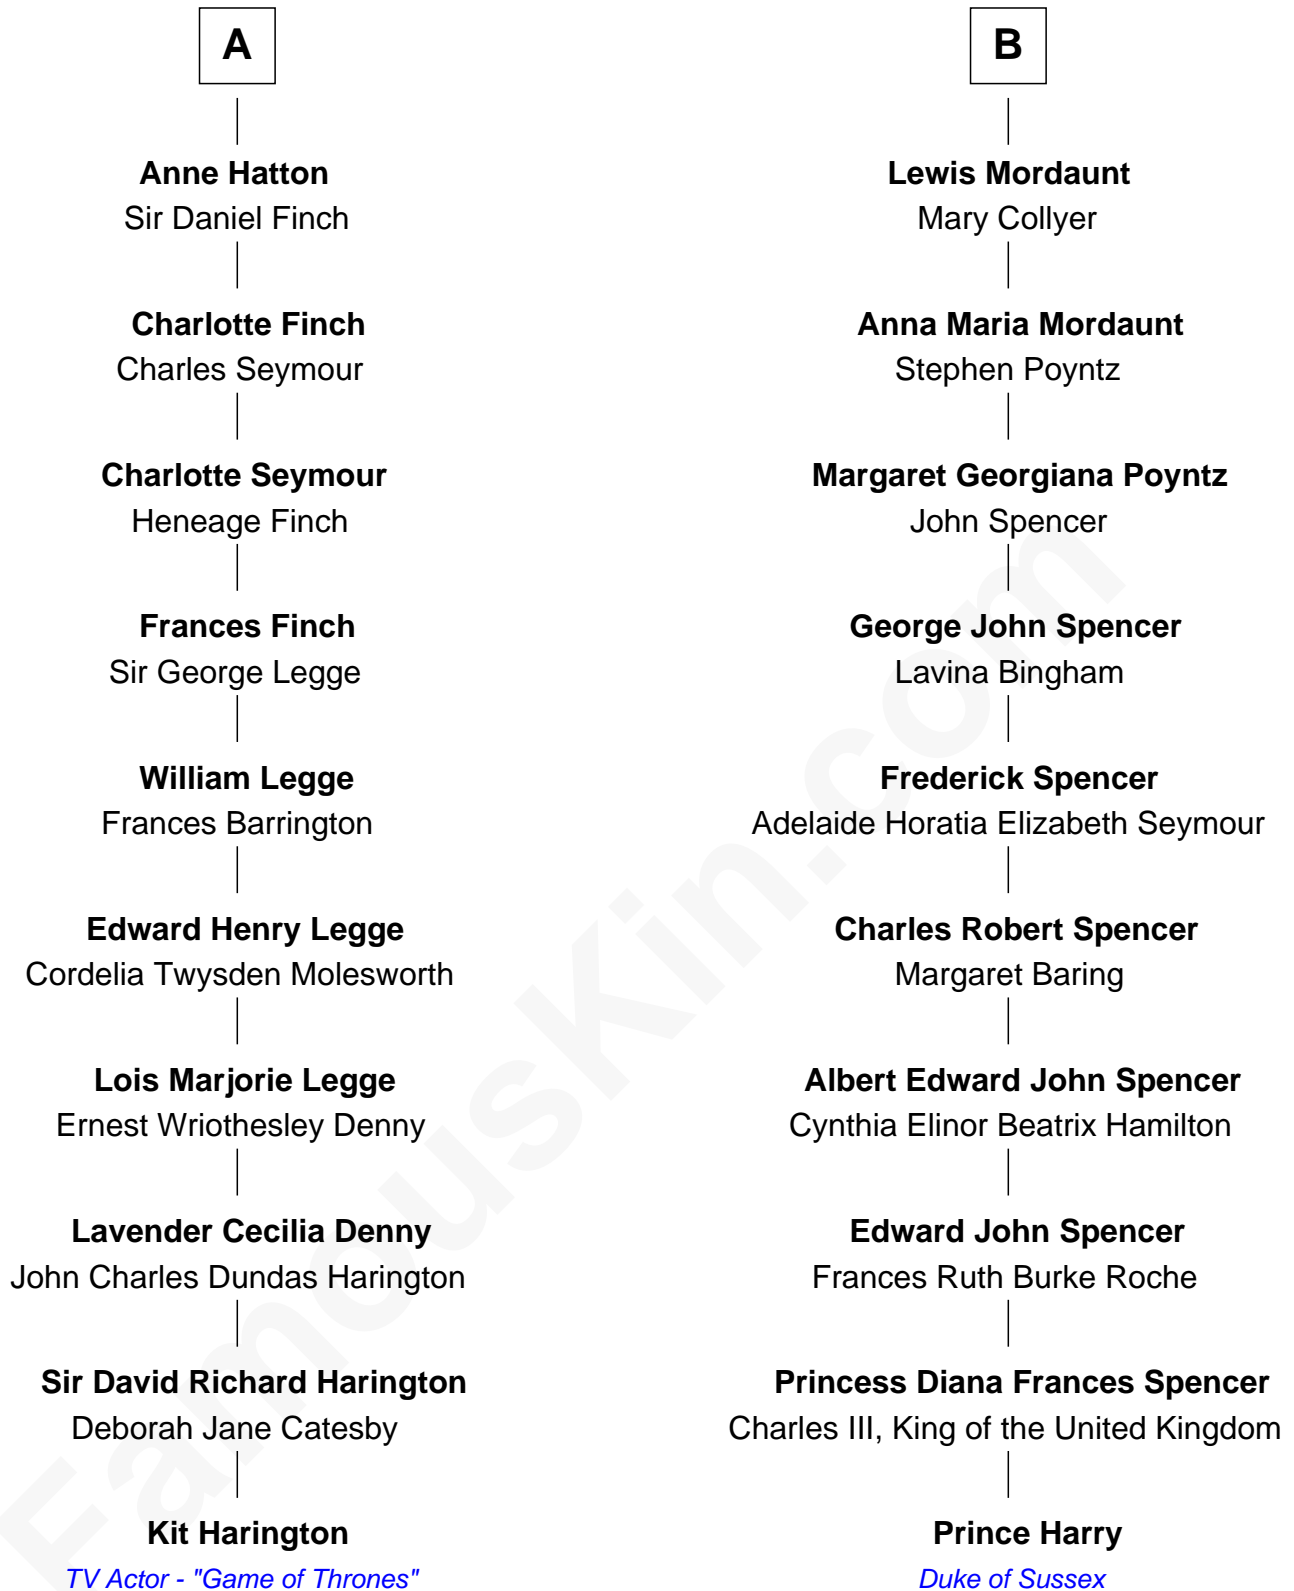 A
Anne Hatton
Sir Daniel Finch
Charlotte Finch
Charles Seymour
Charlotte Seymour
Heneage Finch
Frances Finch
Sir George Legge
William Legge
Frances Barrington
Edward Henry Legge
Cordelia Twysden Molesworth
Lois Marjorie Legge
Ernest Wriothesley Denny
Lavender Cecilia Denny
John Charles Dundas Harington
Sir David Richard Harington
Deborah Jane Catesby
Kit Harington
TV Actor - "Game of Thrones"
B
Lewis Mordaunt
Mary Collyer
Anna Maria Mordaunt
Stephen Poyntz
Margaret Georgiana Poyntz
John Spencer
George John Spencer
Lavina Bingham
Frederick Spencer
Adelaide Horatia Elizabeth Seymour
Charles Robert Spencer
Margaret Baring
Albert Edward John Spencer
Cynthia Elinor Beatrix Hamilton
Edward John Spencer
Frances Ruth Burke Roche
Princess Diana Frances Spencer
Charles III, King of the United Kingdom
Prince Harry
Duke of Sussex
FamousKin.com